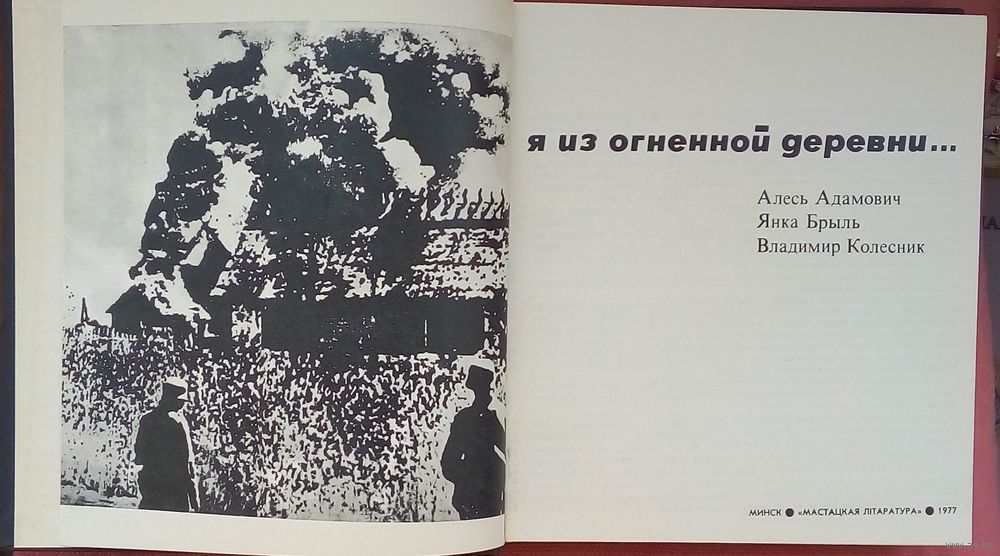 я из огненной деревни...
Алесь Адамович
Янка Брыль
Владимир Колесник
МИНСК ● «МАСТАЦКАЯ ЛІТАРАТУРА» ● 1977